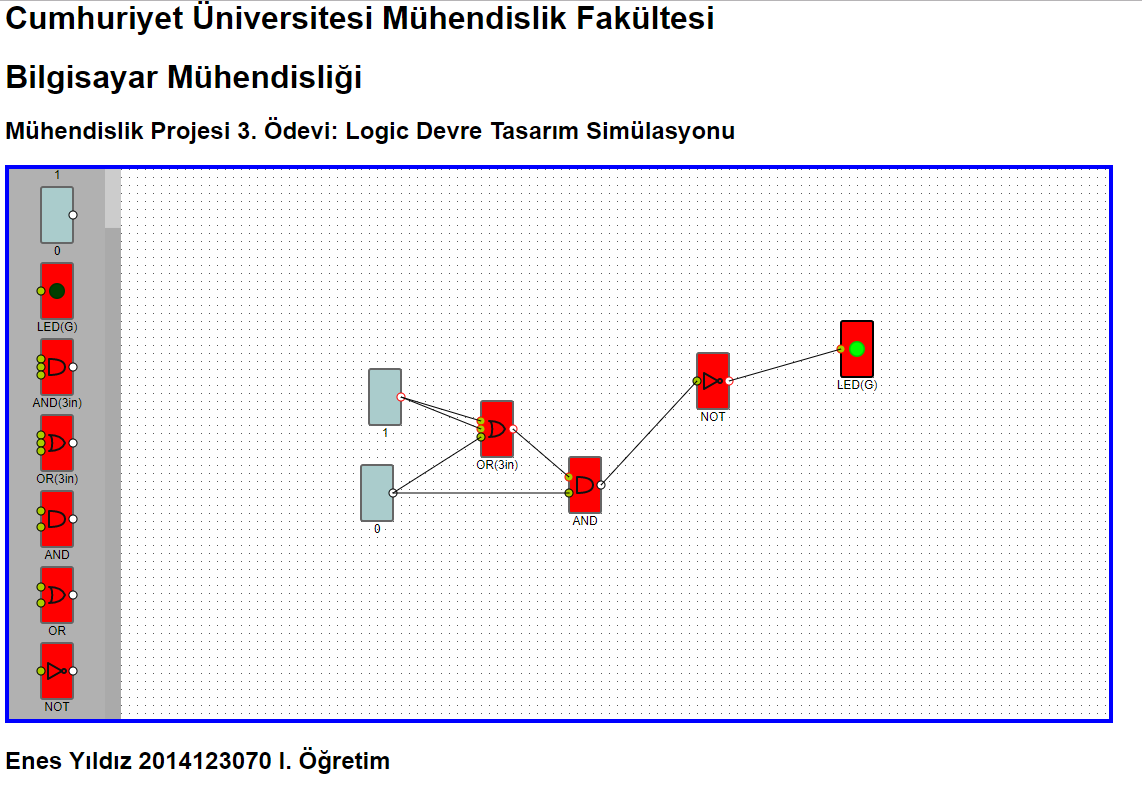 Cumhuriyet Üniversitesi Mühendislik Fakültesi
Bilgisayar Mühendisliği
Mühendislik Projesi 3. Ödevi: Logic Devre Tasarım Simülasyonu
1
0
LED(G)
AND(3in)
OR(3in)
AND
OR
NOT
1
0
OR(3in)
AND
NOT
LED(G)
Enes Yıldız 2014123070 I. Öğretim